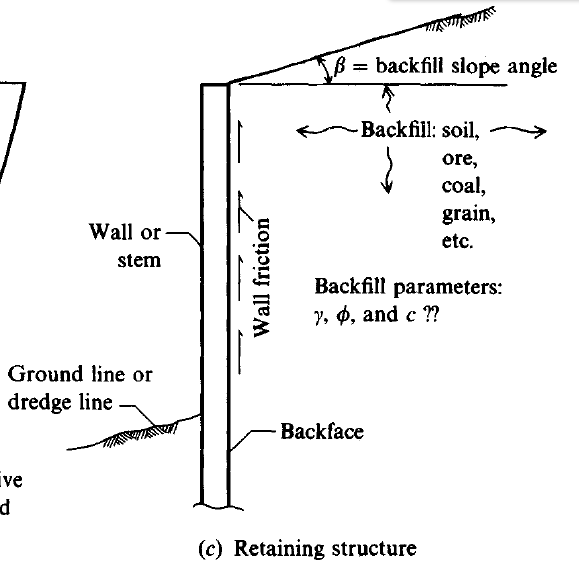 β = backfill slope angle
Backfill: soil,
ore,
coal,
grain,
etc.
Wall or
stem
Wall friction
Backfill parameters:
γ, ϕ, and c ??
Ground line or
dredge line
Backface
ive
d
(c) Retaining structure